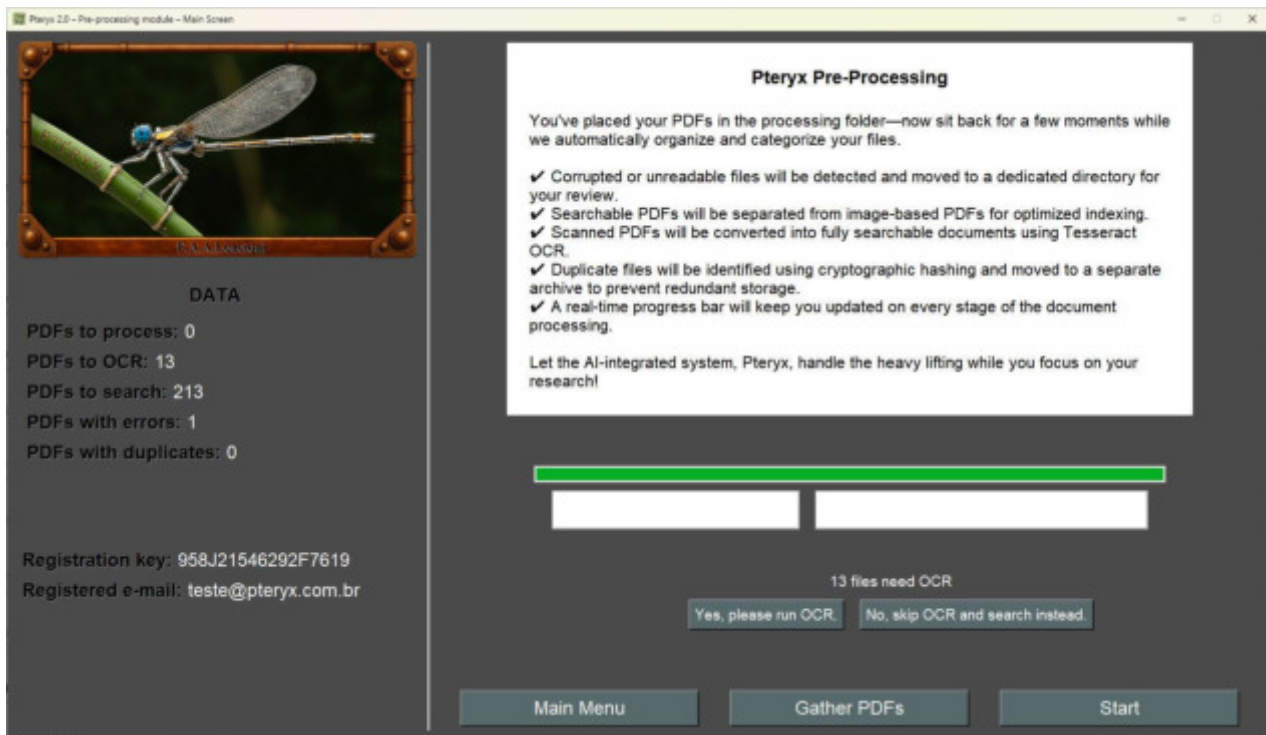 Pteryx 2.0 – Pre-processing module – Main Screen
DATA
PDFs to process: 0
PDFs to OCR: 13
PDFs to search: 213
PDFs with errors: 1
PDFs with duplicates: 0
Registration key: 958J21546292F7619
Registered e-mail: teste@pteryx.com.br
Pteryx Pre-Processing
You've placed your PDFs in the processing folder—now sit back for a few moments while
we automatically organize and categorize your files.
✔ Corrupted or unreadable files will be detected and moved to a dedicated directory for
your review.
✔ Searchable PDFs will be separated from image-based PDFs for optimized indexing.
✔ Scanned PDFs will be converted into fully searchable documents using Tesseract
OCR.
✔ Duplicate files will be identified using cryptographic hashing and moved to a separate
archive to prevent redundant storage.
✔ A real-time progress bar will keep you updated on every stage of the document
processing.
Let the AI-integrated system, Pteryx, handle the heavy lifting while you focus on your
research!
13 files need OCR
Yes, please run OCR.
No, skip OCR and search instead.
Main Menu
Gather PDFs
Start